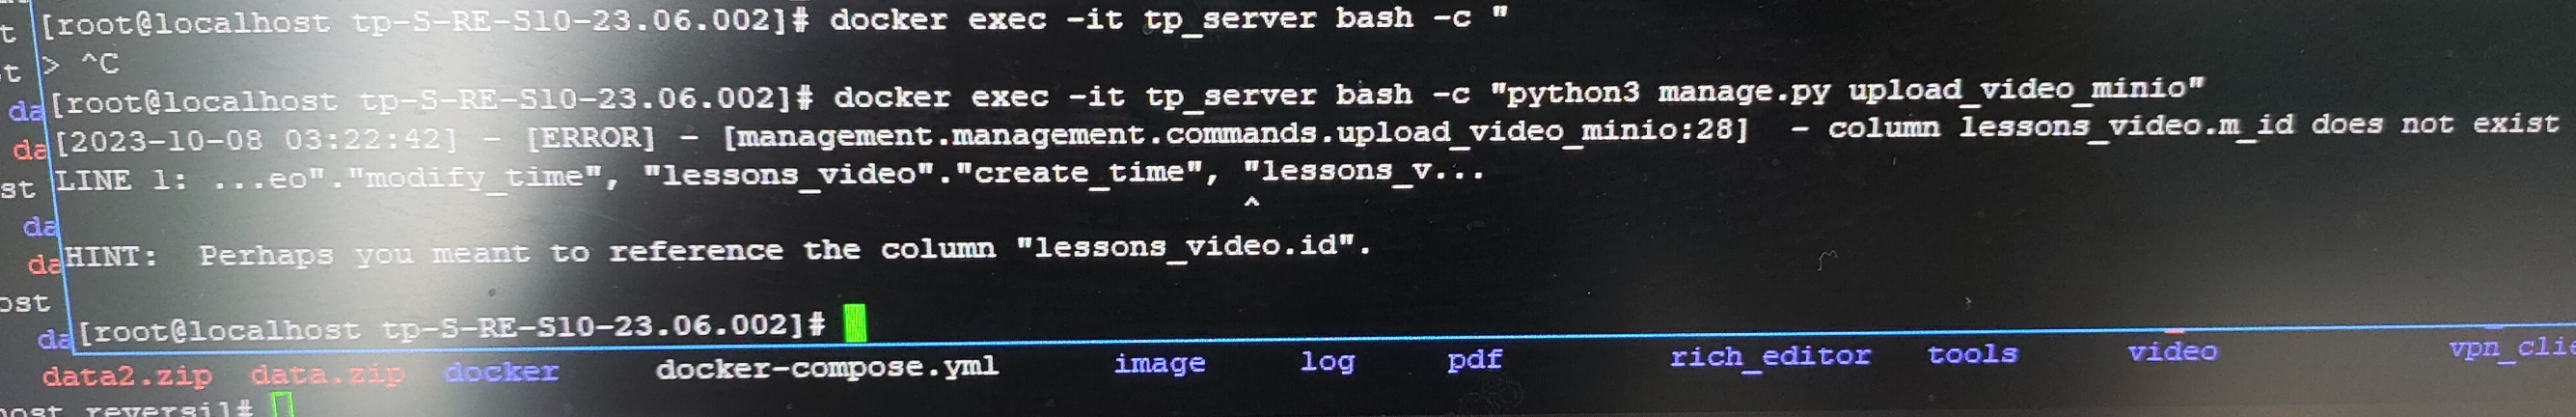 t [root@localhost tp-S-RE-S10-23.06.002]# docker exec -it tp_server bash -c "
t > ^C
da [root@localhost tp-S-RE-S10-23.06.002]# docker exec -it tp_server bash -c "python3 manage.py upload_video_minio"
da [2023-10-08 03:22:42] - [ERROR] - [management.management.commands.upload_video_minio:28]  - column lessons_video.m_id does not exist
st LINE 1: ...eo"."modify_time", "lessons_video"."create_time", "lessons_v...
da ^
da HINT:  Perhaps you meant to reference the column "lessons_video.id".
ost
da [root@localhost tp-S-RE-S10-23.06.002]#
data2.zip data.zip docker docker-compose.yml image log pdf rich_editor tools video vpn_clie
host reversil#